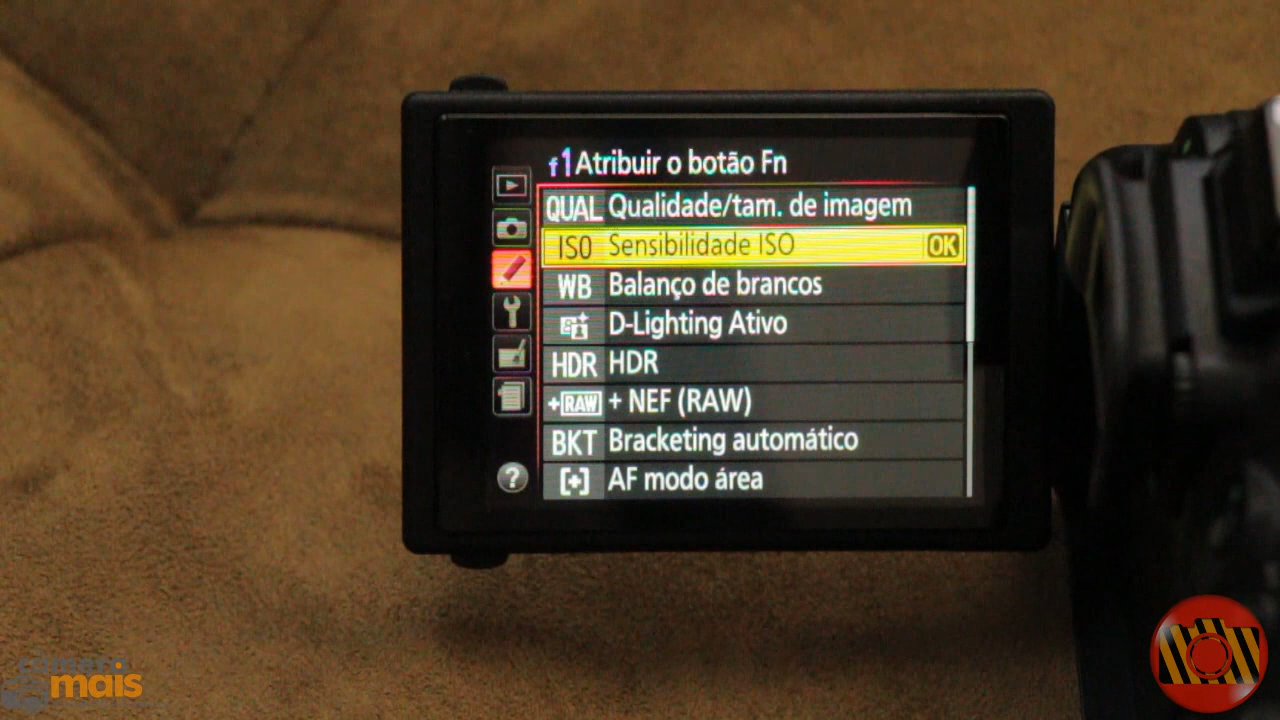 f1 Atribuir o botão Fn
QUAL Qualidade/tam. de imagem
ISO Sensibilidade ISO OK
WB Balanço de brancos
D-Lighting Ativo
HDR HDR
+RAW + NEF (RAW)
BKT Bracketing automático
[+] AF modo área
?
câmera
mais